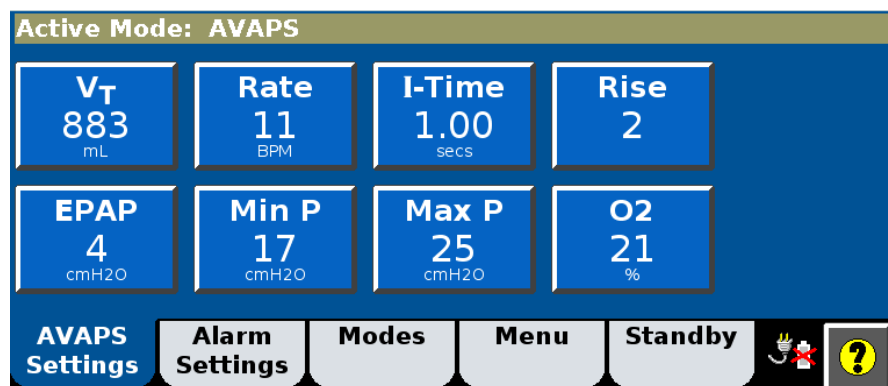 Active Mode: AVAPS
VT Rate I-Time Rise
883 11 1.00 2
mL BPM secs
EPAP Min P Max P O2
4 17 25 21
cmH2O cmH2O cmH2O %
AVAPS Alarm Modes Menu Standby
Settings Settings
?